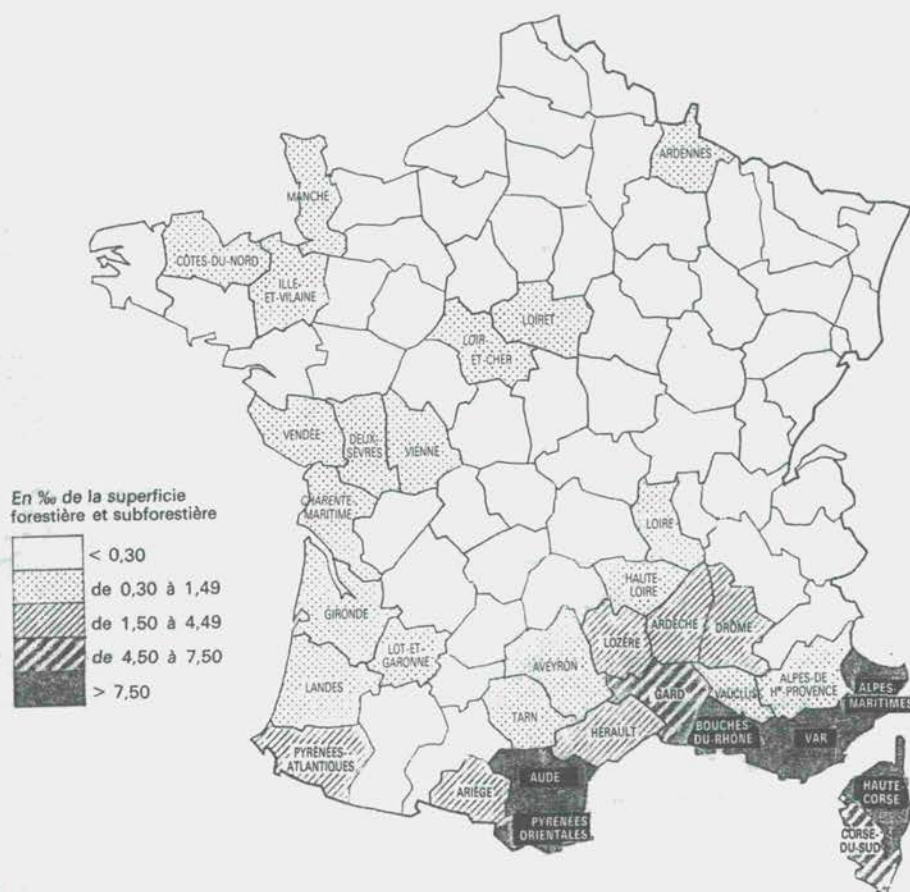 ARDENNES
MANCHE
CÔTES-DU-NORD
ILLE-
ET-VILAINE
LOIRET
LOIR
ET-CHER
VENDÉE
DEUX-
SÈVRES
VIENNE
CHARENTE
MARITIME
En ‰ de la superficie
forestière et subforestière
< 0,30
de 0,30 à 1,49
de 1,50 à 4,49
de 4,50 à 7,50
> 7,50
LOIRE
HAUTE-
LOIRE
GIRONDE
ARDÈCHE
DRÔME
LOZÈRE
LOT-ET-
GARONNE
AVEYRON
LANDES
GARD
VAUCLUSE
ALPES-DE
Hte-PROVENCE
ALPES
MARITIMES
TARN
BOUCHES
DU-RHÔNE
VAR
HÉRAULT
PYRÉNÉES-
ATLANTIQUES
AUDE
ARIÈGE
HAUTE-
CORSE
PYRÉNÉES
ORIENTALES
CORSE-
DU-SUD